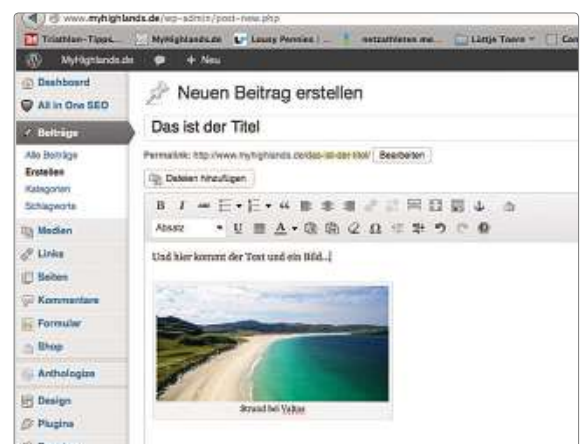 www.myhighlands.de/wp-admin/post-new.php
Triathlon-Tipps... MyHighlands.de Lousy Pennies | ... netzathleten me... Lüttje Toern
MyHighlands.de + Neu
Dashboard
All in One SEO
Beiträge
Alle Beiträge
Erstellen
Kategorien
Schlagworte
Medien
Links
Seiten
Kommentare
Formular
Shop
Anthologize
Design
Plugins
Neuen Beitrag erstellen
Das ist der Titel
Permalink: http://www.myhighlands.de/das-ist-der-titel/ Bearbeiten
Dateien hinzufügen
B I
Absatz U A Ω
Und hier kommt der Text und ein Bild...
Strand bei Valtos